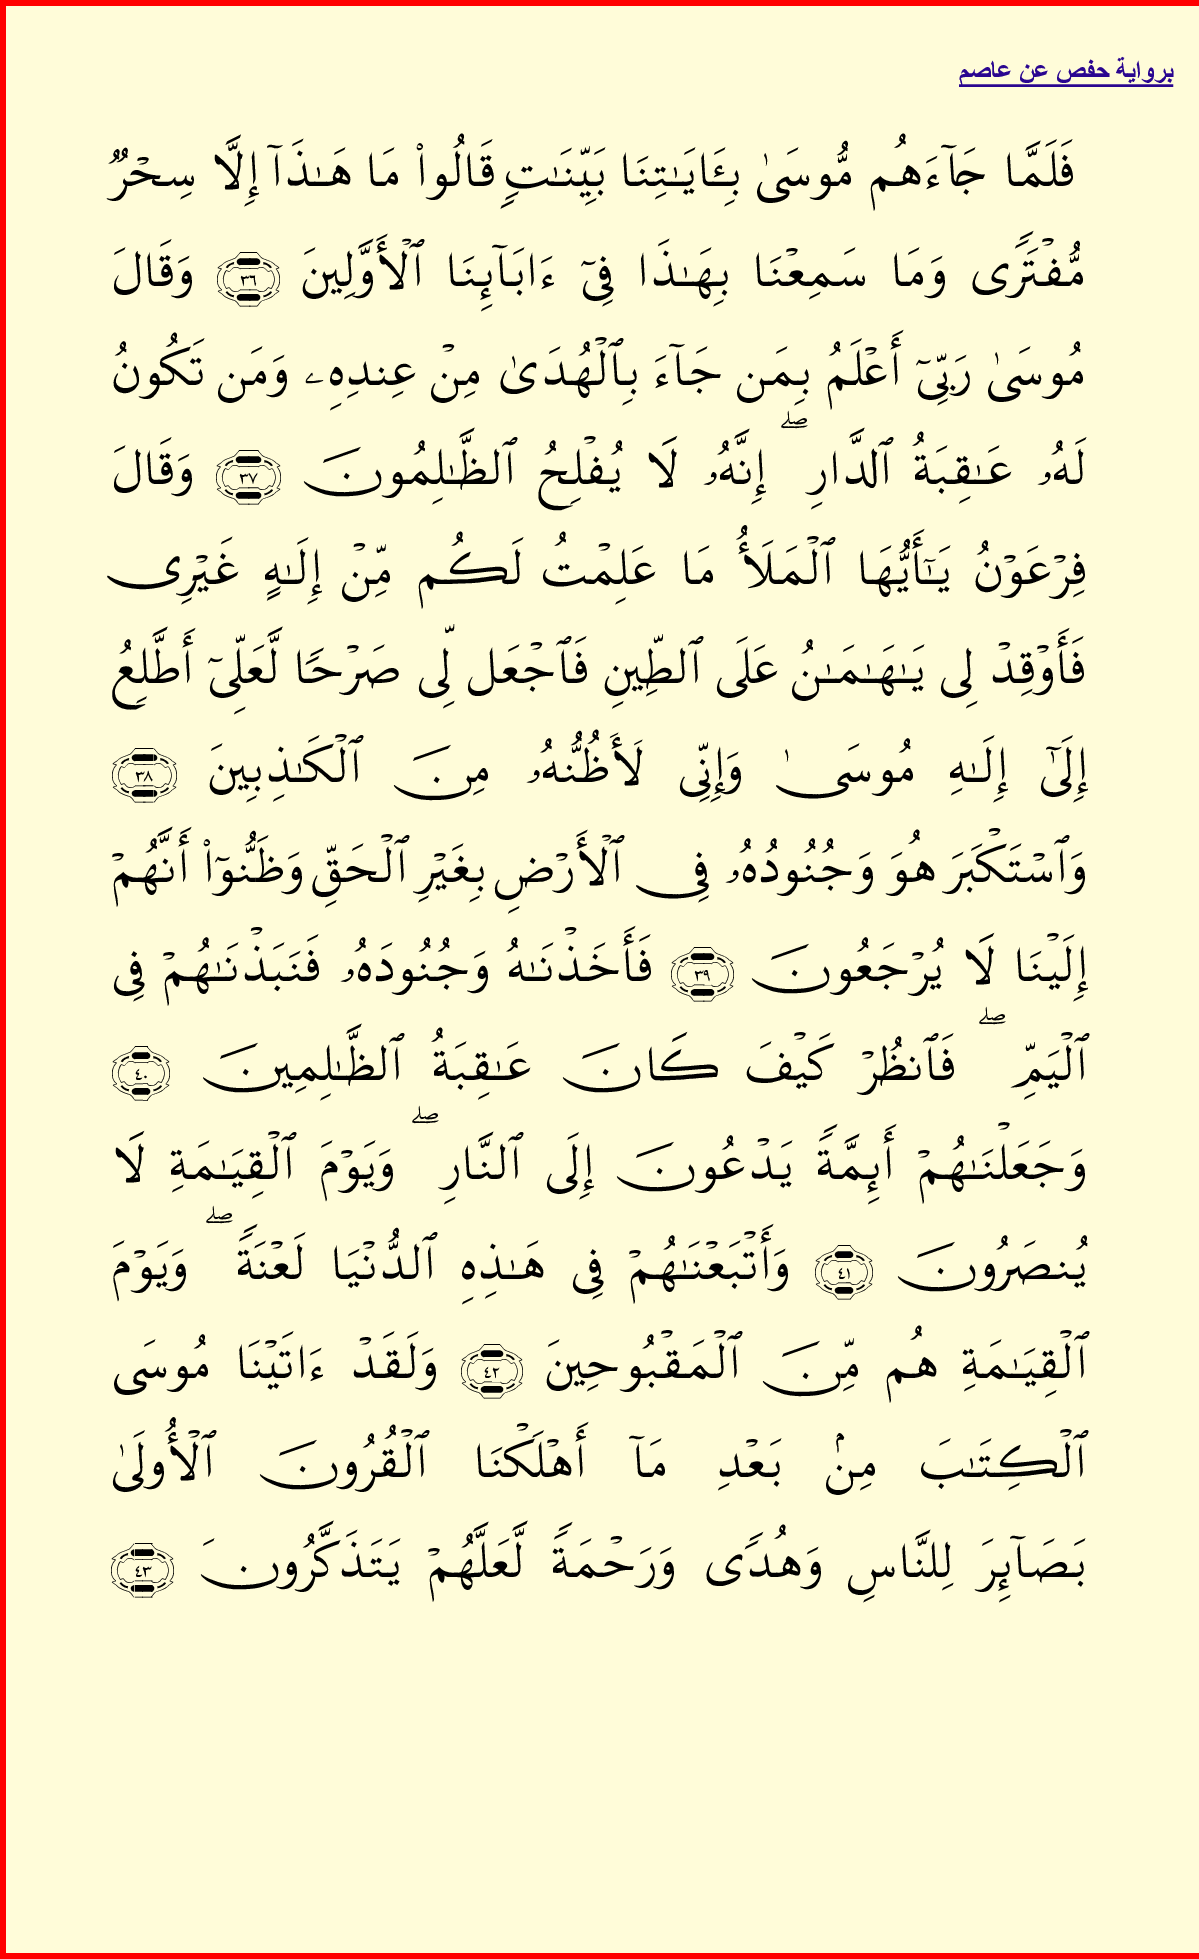 برواية حفص عن عاصم
فَلَمَّا جَآءَهُم مُّوسَىٰ بِـَٔايَـٰتِنَا بَيِّنَـٰتٍ قَالُوا۟ مَا هَـٰذَآ إِلَّا سِحْرٌ
مُّفْتَرًى وَمَا سَمِعْنَا بِهَـٰذَا فِىٓ ءَابَآئِنَا ٱلْأَوَّلِينَ ٣٦ وَقَالَ
مُوسَىٰ رَبِّىٓ أَعْلَمُ بِمَن جَآءَ بِٱلْهُدَىٰ مِنْ عِندِهِۦ وَمَن تَكُونُ
لَهُۥ عَـٰقِبَةُ ٱلدَّارِ ۖ إِنَّهُۥ لَا يُفْلِحُ ٱلظَّـٰلِمُونَ ٣٧ وَقَالَ
فِرْعَوْنُ يَـٰٓأَيُّهَا ٱلْمَلَأُ مَا عَلِمْتُ لَكُم مِّنْ إِلَـٰهٍ غَيْرِى
فَأَوْقِدْ لِى يَـٰهَـٰمَـٰنُ عَلَى ٱلطِّينِ فَٱجْعَل لِّى صَرْحًا لَّعَلِّىٓ أَطَّلِعُ
إِلَىٰٓ إِلَـٰهِ مُوسَىٰ وَإِنِّى لَأَظُنُّهُۥ مِنَ ٱلْكَـٰذِبِينَ ٣٨
وَٱسْتَكْبَرَ هُوَ وَجُنُودُهُۥ فِى ٱلْأَرْضِ بِغَيْرِ ٱلْحَقِّ وَظَنُّوٓا۟ أَنَّهُمْ
إِلَيْنَا لَا يُرْجَعُونَ ٣٩ فَأَخَذْنَـٰهُ وَجُنُودَهُۥ فَنَبَذْنَـٰهُمْ فِى
ٱلْيَمِّ ۖ فَٱنظُرْ كَيْفَ كَانَ عَـٰقِبَةُ ٱلظَّـٰلِمِينَ ٤٠
وَجَعَلْنَـٰهُمْ أَئِمَّةً يَدْعُونَ إِلَى ٱلنَّارِ ۖ وَيَوْمَ ٱلْقِيَـٰمَةِ لَا
يُنصَرُونَ ٤١ وَأَتْبَعْنَـٰهُمْ فِى هَـٰذِهِ ٱلدُّنْيَا لَعْنَةً ۖ وَيَوْمَ
ٱلْقِيَـٰمَةِ هُم مِّنَ ٱلْمَقْبُوحِينَ ٤٢ وَلَقَدْ ءَاتَيْنَا مُوسَى
ٱلْكِتَـٰبَ مِنۢ بَعْدِ مَآ أَهْلَكْنَا ٱلْقُرُونَ ٱلْأُولَىٰ
بَصَآئِرَ لِلنَّاسِ وَهُدًى وَرَحْمَةً لَّعَلَّهُمْ يَتَذَكَّرُونَ ٤٣